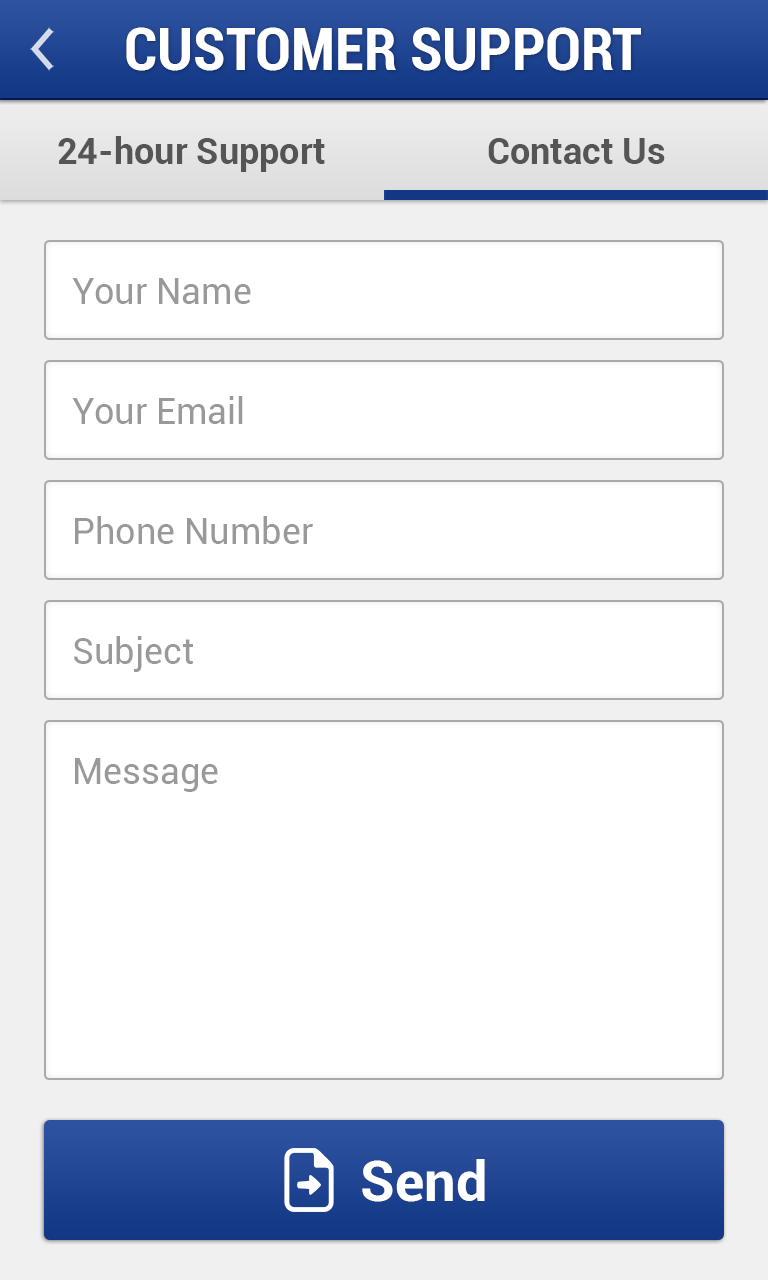 CUSTOMER SUPPORT
24-hour Support
Contact Us
Your Name
Your Email
Phone Number
Subject
Message
Send